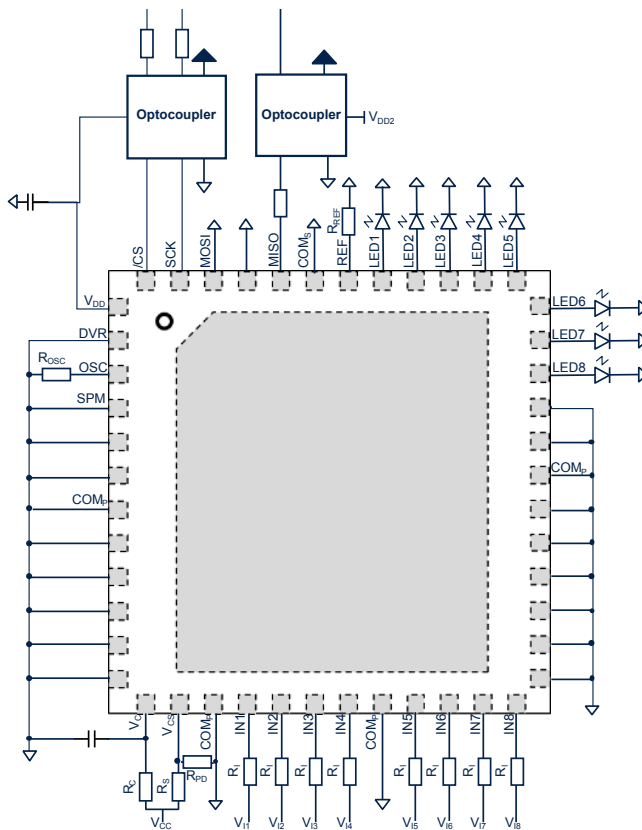 Optocoupler
Optocoupler
VDD2
/CS
SCK
MOSI
MISO
COMS
REF
RREF
LED1
LED2
LED3
LED4
LED5
VDD
DVR
ROSC
OSC
SPM
COMP
LED6
LED7
LED8
COMP
VC
VCS
COMP
IN1
IN2
IN3
IN4
COMP
IN5
IN6
IN7
IN8
RC
RS
RPD
RI
RI
RI
RI
RI
RI
RI
RI
VCC
VI1
VI2
VI3
VI4
VI5
VI6
VI7
VI8